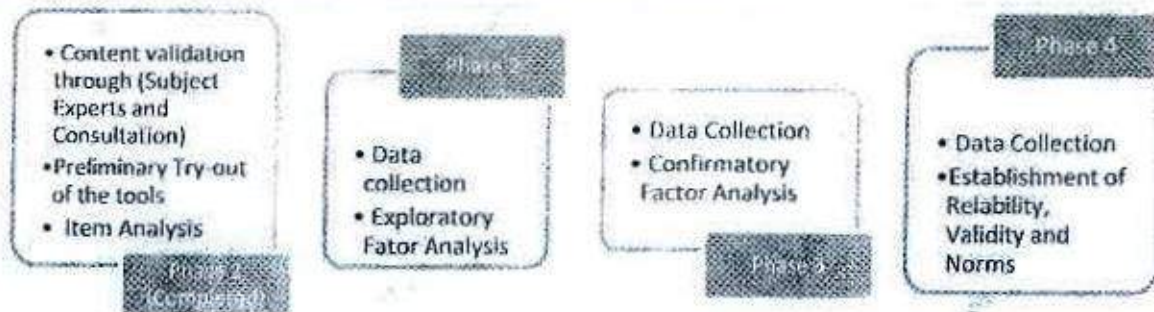 • Content validation
through (Subject
Experts and
Consultation)
•Preliminary Try-out
of the tools
• Item Analysis
Phase 1
(Completed)
Phase 2
• Data
collection
• Exploratory
Fator Analysis
• Data Collection
• Confirmatory
Factor Analysis
Phase 3
Phase 4
• Data Collection
•Establishment of
Relability,
Validity and
Norms